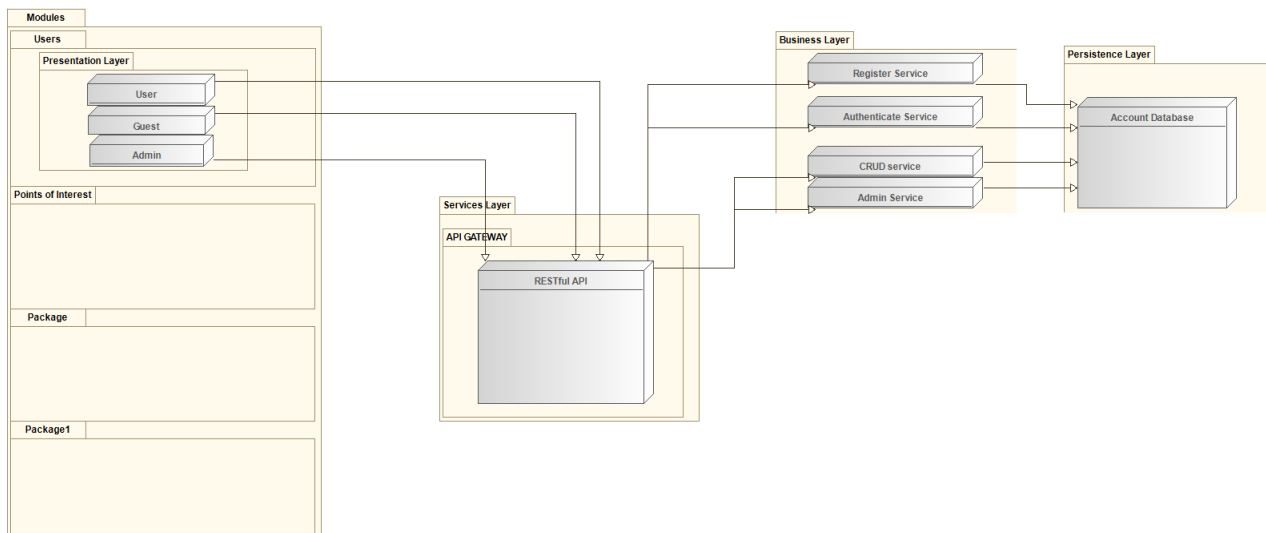 Modules
Users
Presentation Layer
User
Guest
Admin
Points of Interest
Package
Package1
Services Layer
API GATEWAY
RESTful API
Business Layer
Register Service
Authenticate Service
CRUD service
Admin Service
Persistence Layer
Account Database